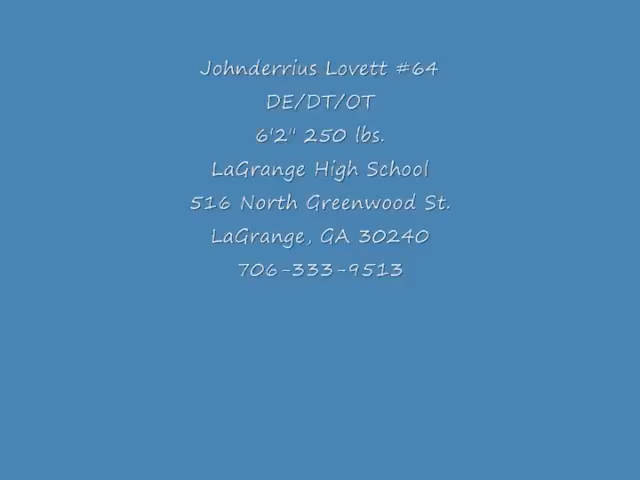 Johnderrius Lovett #64
DE/DT/OT
6'2" 250 lbs.
LaGrange High School
516 North Greenwood St.
LaGrange, GA 30240
706-333-9513